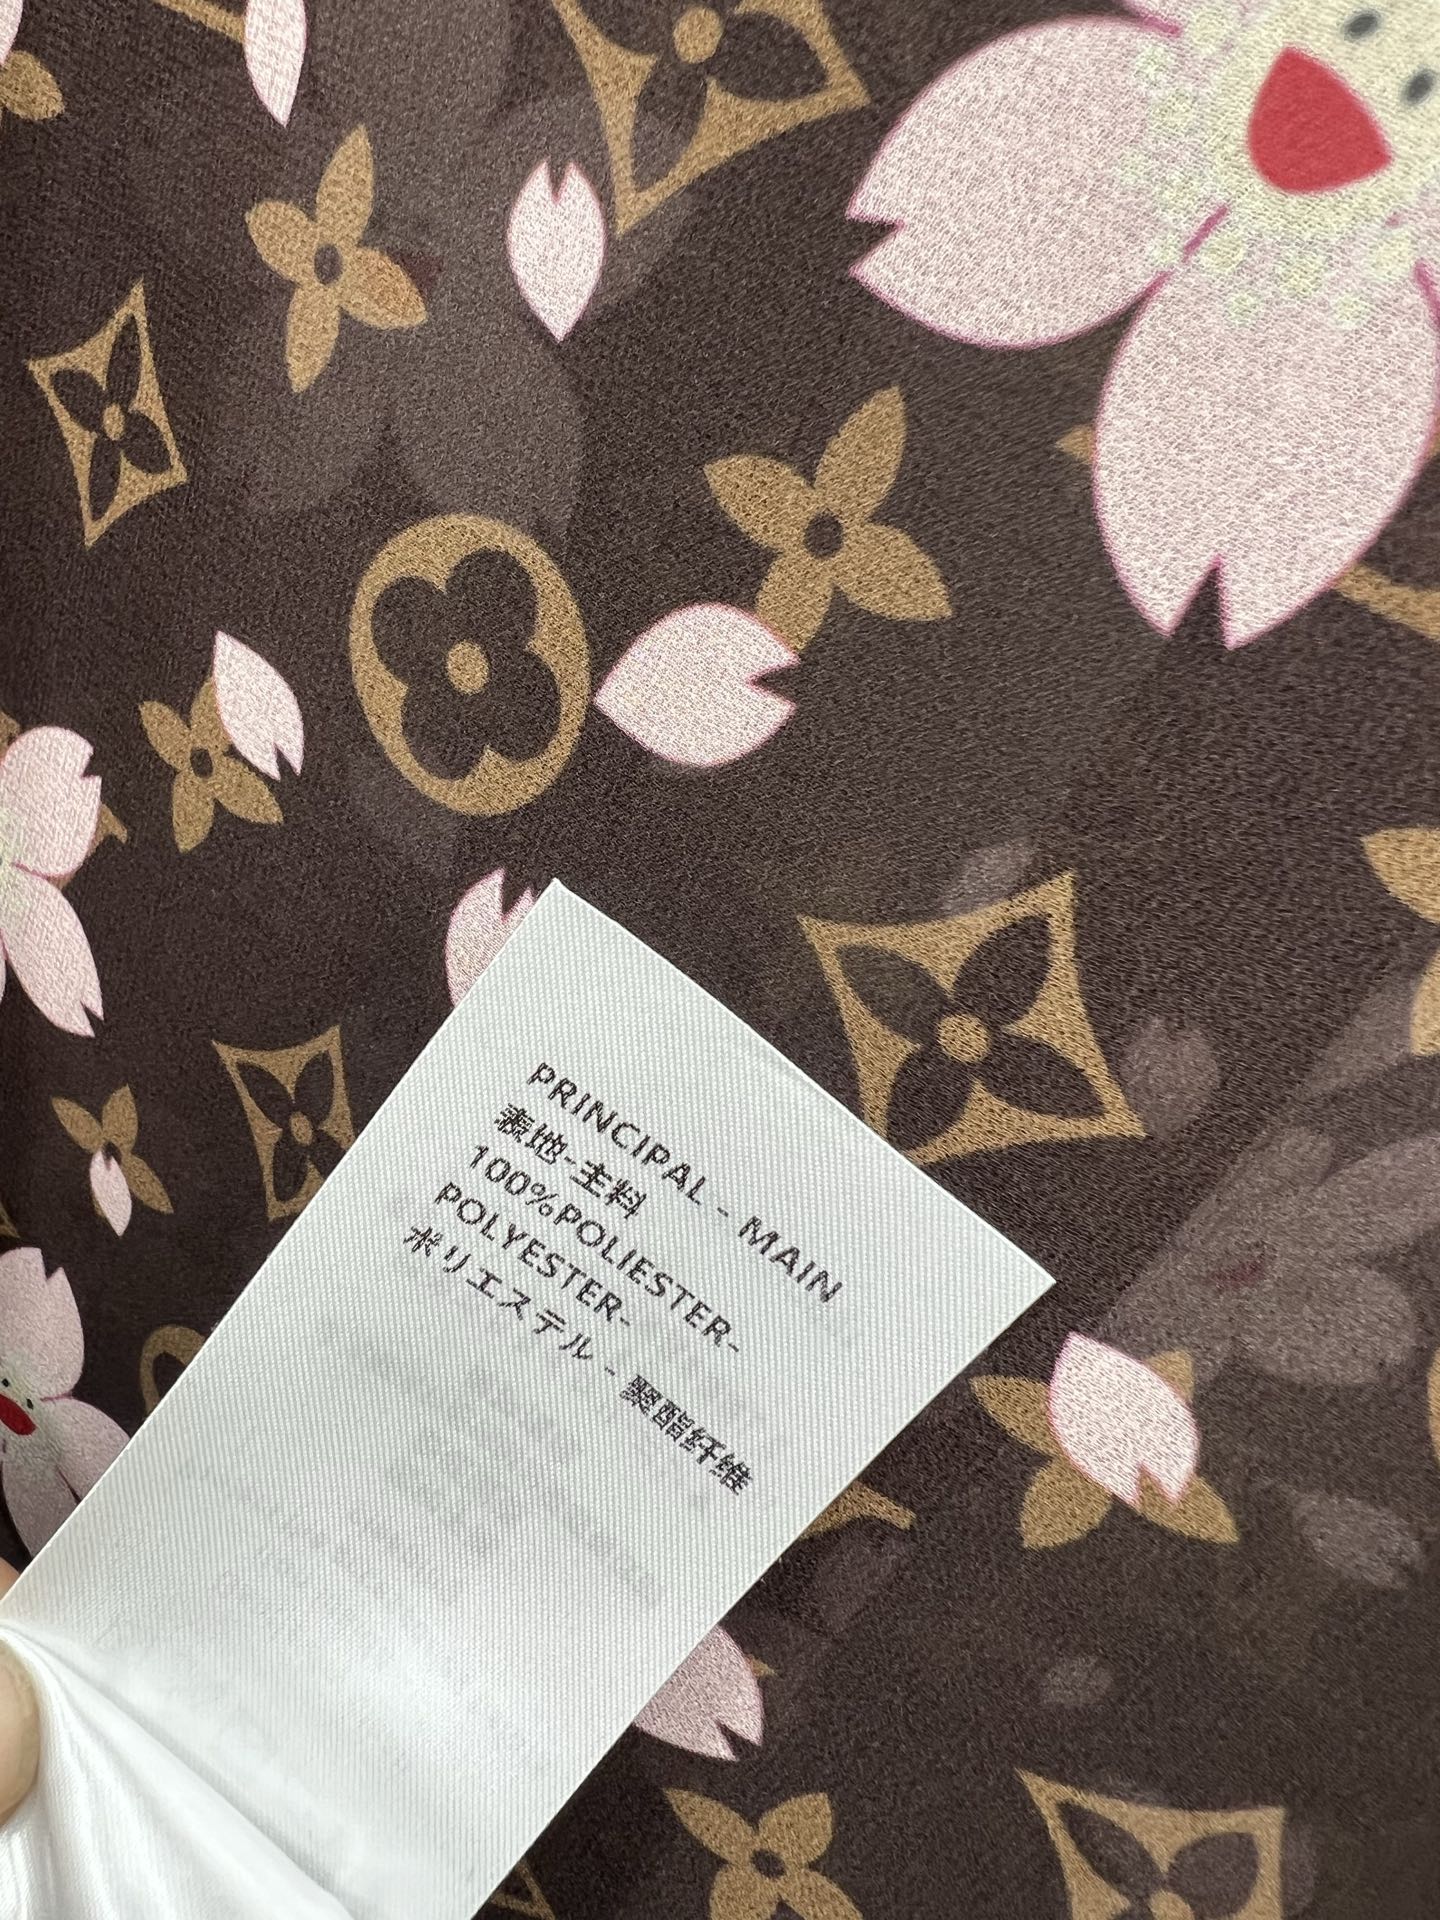 PRINCIPAL - MAIN
表地-主料
100%POLIESTER-
POLYESTER-
ポリエステル - 聚酯纤维